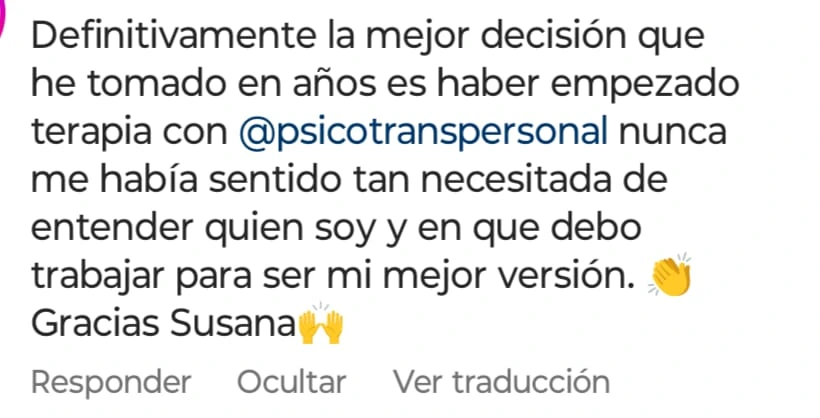 Definitivamente la mejor decisión que
he tomado en años es haber empezado
terapia con @psicotranspersonal nunca
me había sentido tan necesitada de
entender quien soy y en que debo
trabajar para ser mi mejor versión. 👏
Gracias Susana🙌
Responder Ocultar Ver traducción